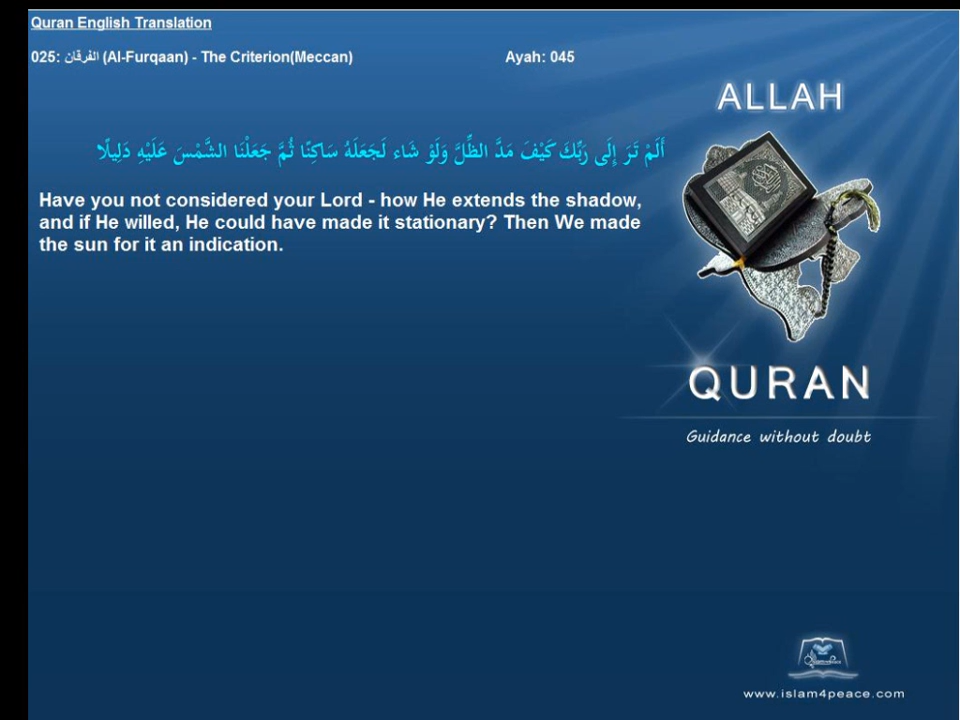 Quran English Translation
025: الفرقان (Al-Furqaan) - The Criterion(Meccan) Ayah: 045
ALLAH
أَلَمْ تَرَ إِلَى رَبِّكَ كَيْفَ مَدَّ الظِّلَّ وَلَوْ شَاء لَجَعَلَهُ سَاكِنًا ثُمَّ جَعَلْنَا الشَّمْسَ عَلَيْهِ دَلِيلًا
Have you not considered your Lord - how He extends the shadow,
and if He willed, He could have made it stationary? Then We made
the sun for it an indication.
QURAN
Guidance without doubt
www.islam4peace.com